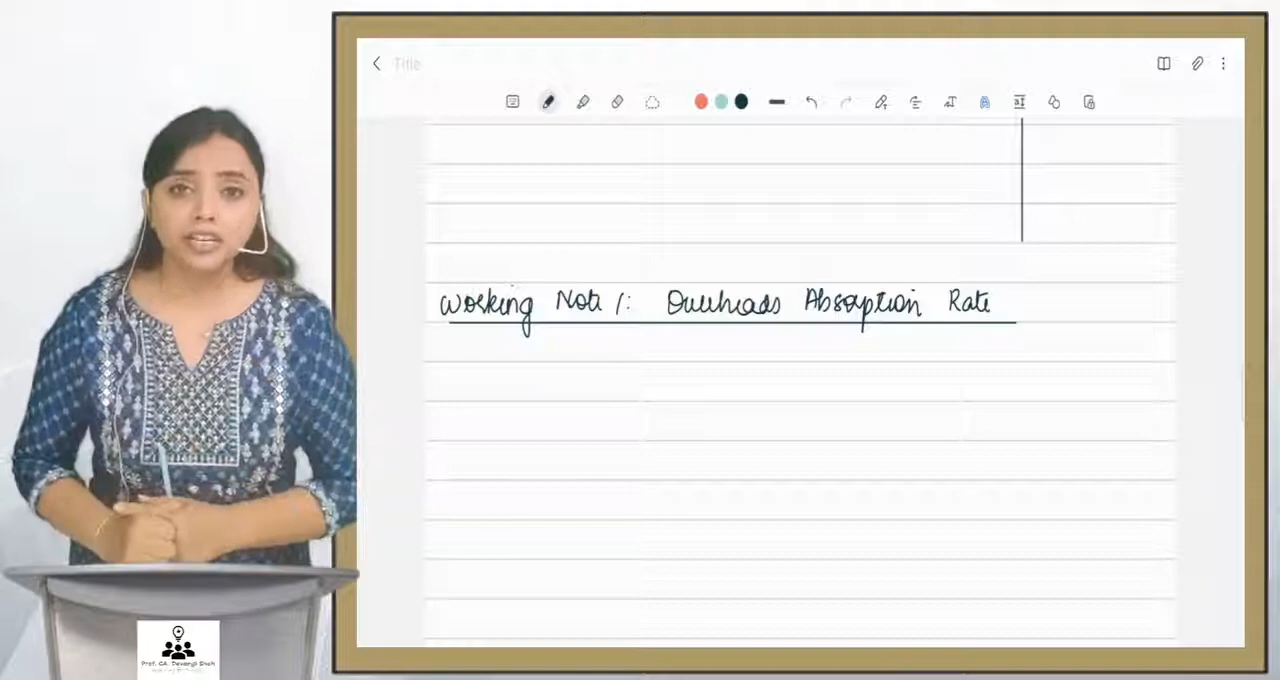 Title
Working Note 1: Overheads Absorption Rate
Prof. CA. Devangi Shah